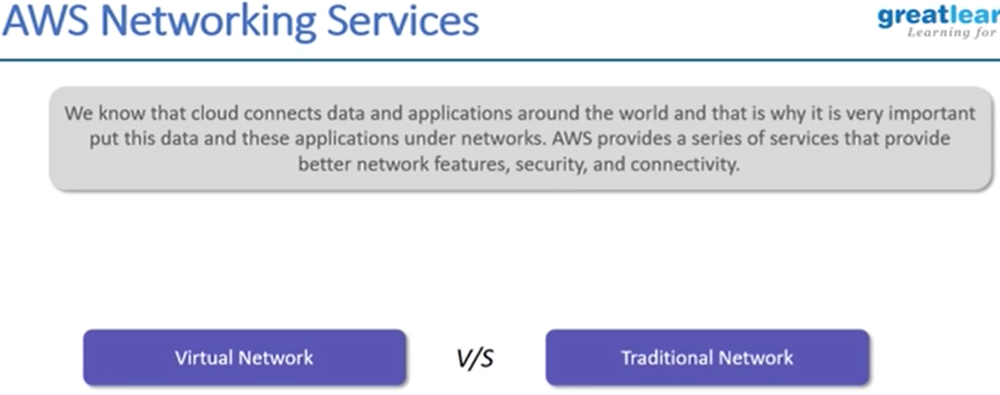 AWS Networking Services
greatlear
Learning for
We know that cloud connects data and applications around the world and that is why it is very important
put this data and these applications under networks. AWS provides a series of services that provide
better network features, security, and connectivity.
Virtual Network
V/S
Traditional Network